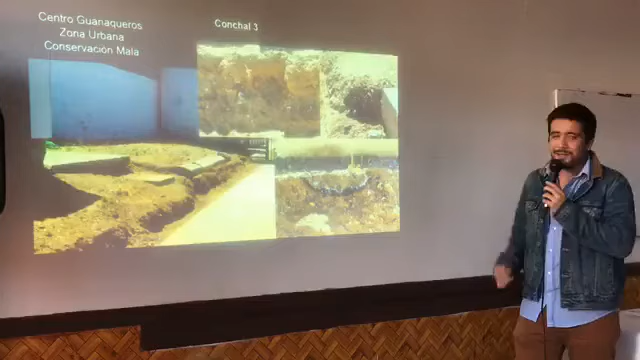 Centro Guanaqueros
Zona Urbana
Conservación Mala
Conchal 3